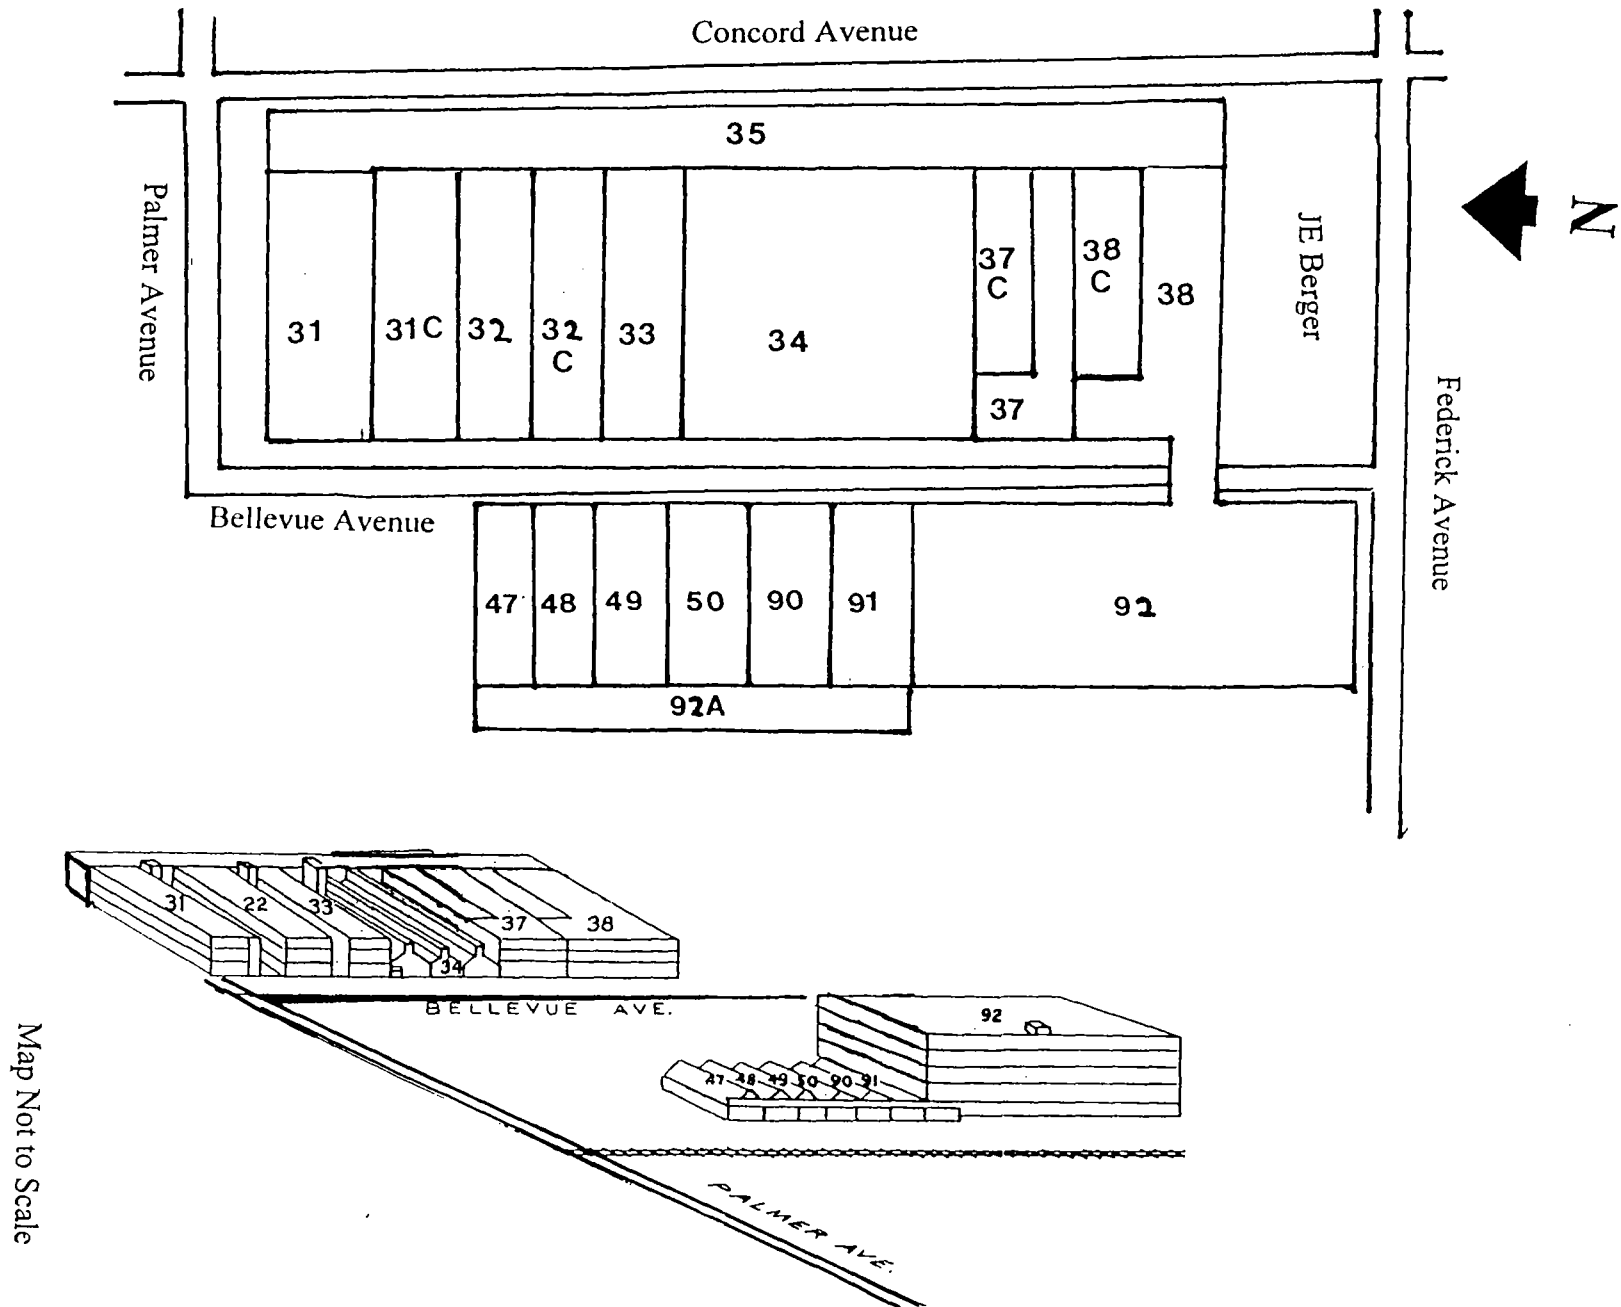 Concord Avenue
35
N
Palmer Avenue
JE Berger
37
C
38
C
38
31
31C
32
32
C
33
34
37
Federick Avenue
Bellevue Avenue
47
48
49
50
90
91
92
92A
31
22
33
37
38
34
BELLEVUE AVE.
92
47
48
49
50
90
91
PALMER AVE.
Map Not to Scale